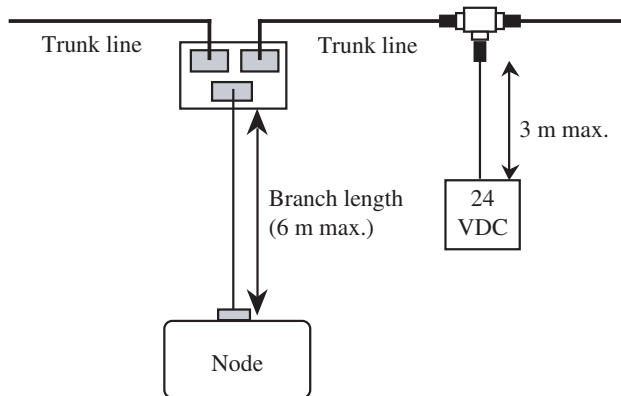 Trunk line
Trunk line
3 m max.
Branch length
(6 m max.)
24
VDC
Node